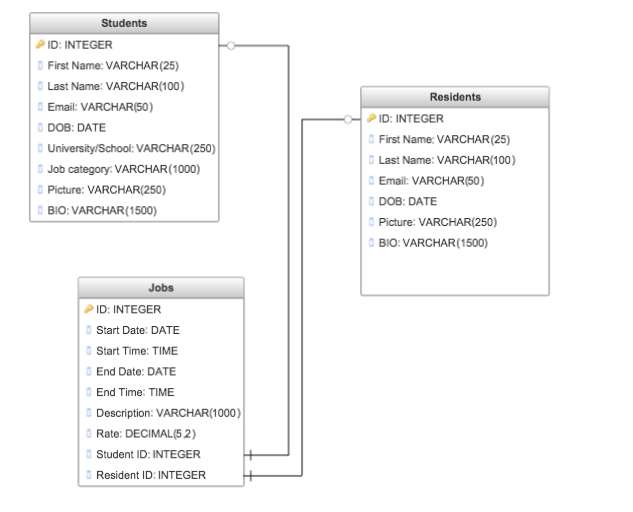 Students
ID: INTEGER
First Name: VARCHAR(25)
Last Name: VARCHAR(100)
Email: VARCHAR(50)
DOB: DATE
University/School: VARCHAR(250)
Job category: VARCHAR(1000)
Picture: VARCHAR(250)
BIO: VARCHAR(1500)
Residents
ID: INTEGER
First Name: VARCHAR(25)
Last Name: VARCHAR(100)
Email: VARCHAR(50)
DOB: DATE
Picture: VARCHAR(250)
BIO: VARCHAR(1500)
Jobs
ID: INTEGER
Start Date: DATE
Start Time: TIME
End Date: DATE
End Time: TIME
Description: VARCHAR(1000)
Rate: DECIMAL(5,2)
Student ID: INTEGER
Resident ID: INTEGER